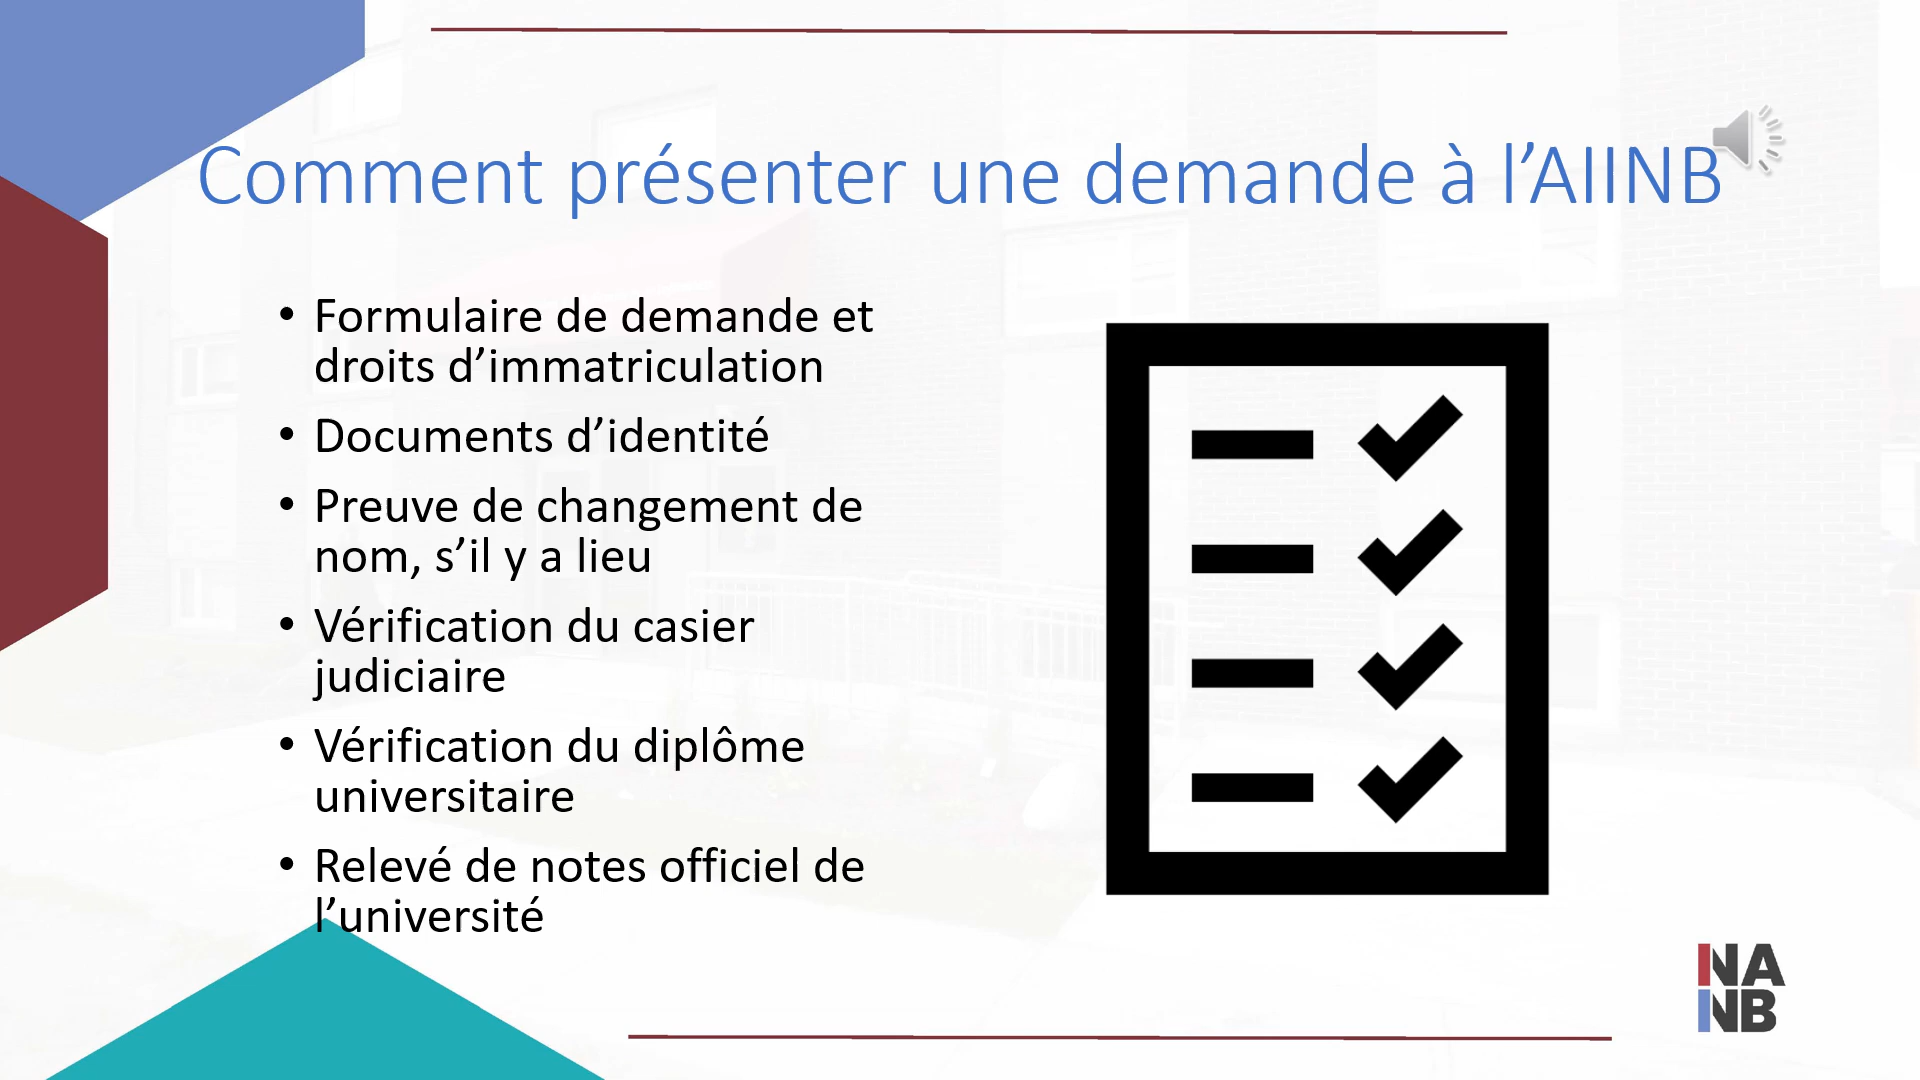 Comment présenter une demande à l’AIINB
• Formulaire de demande et
droits d’immatriculation
• Documents d’identité
• Preuve de changement de
nom, s’il y a lieu
• Vérification du casier
judiciaire
• Vérification du diplôme
universitaire
• Relevé de notes officiel de
l’université
NA
NB